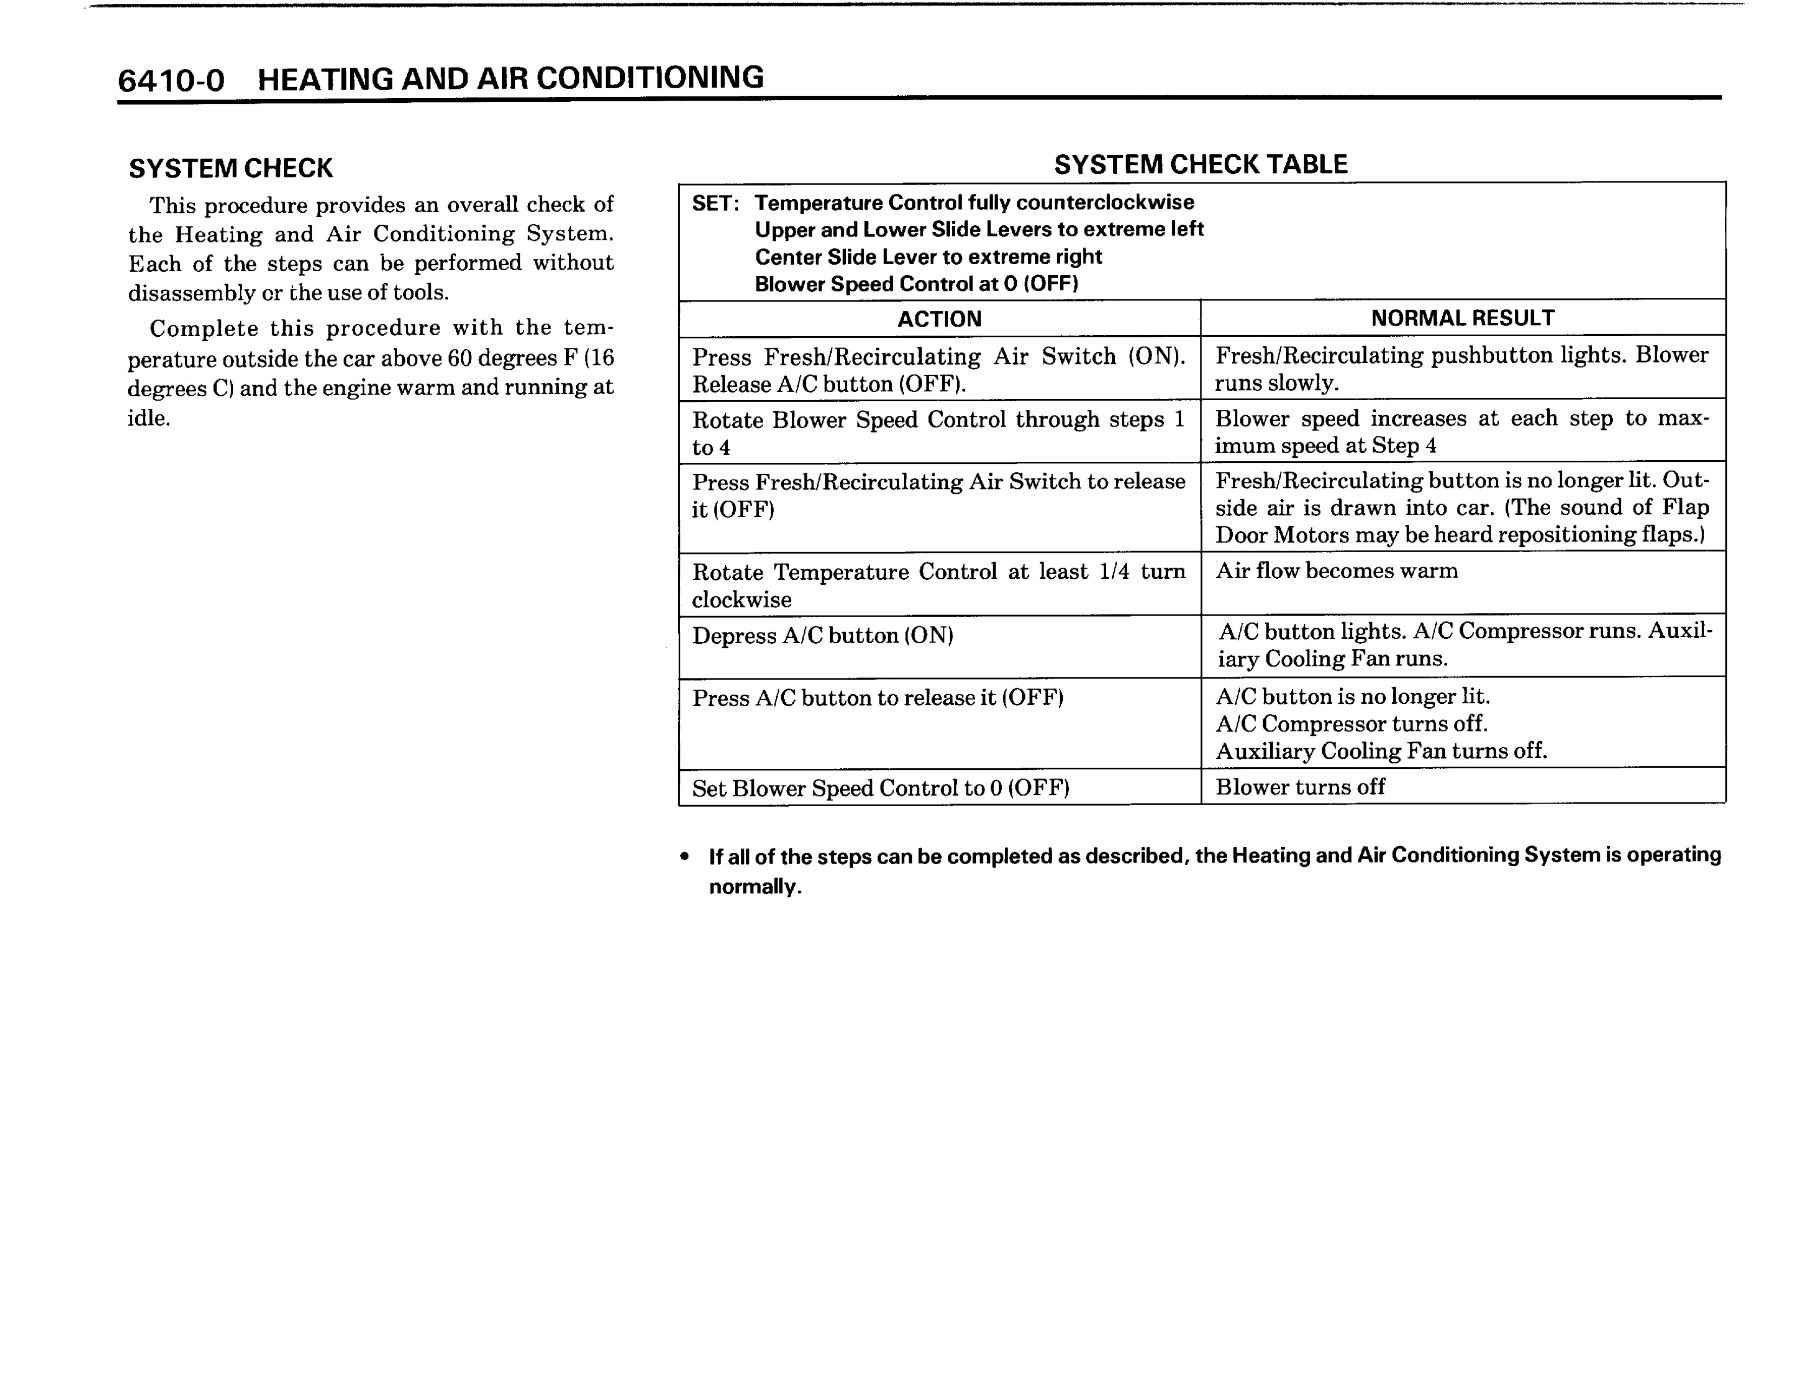 6410-0 HEATING AND AIR CONDITIONING
SYSTEM CHECK
This procedure provides an overall check of
the Heating and Air Conditioning System.
Each of the steps can be performed without
disassembly or the use of tools.
Complete this procedure with the tem-
perature outside the car above 60 degrees F (16
degrees C) and the engine warm and running at
idle.
SYSTEM CHECK TABLE
SET: Temperature Control fully counterclockwise
Upper and Lower Slide Levers to extreme left
Center Slide Lever to extreme right
Blower Speed Control at 0 (OFF)
ACTION
NORMAL RESULT
Press Fresh/Recirculating Air Switch (ON).
Release A/C button (OFF).
Fresh/Recirculating pushbutton lights. Blower
runs slowly.
Rotate Blower Speed Control through steps 1
to 4
Blower speed increases at each step to max-
imum speed at Step 4
Press Fresh/Recirculating Air Switch to release
it (OFF)
Fresh/Recirculating button is no longer lit. Out-
side air is drawn into car. (The sound of Flap
Door Motors may be heard repositioning flaps.)
Rotate Temperature Control at least 1/4 turn
clockwise
Air flow becomes warm
Depress A/C button (ON)
A/C button lights. A/C Compressor runs. Auxil-
iary Cooling Fan runs.
Press A/C button to release it (OFF)
A/C button is no longer lit.
A/C Compressor turns off.
Auxiliary Cooling Fan turns off.
Set Blower Speed Control to 0 (OFF)
Blower turns off
• If all of the steps can be completed as described, the Heating and Air Conditioning System is operating
normally.